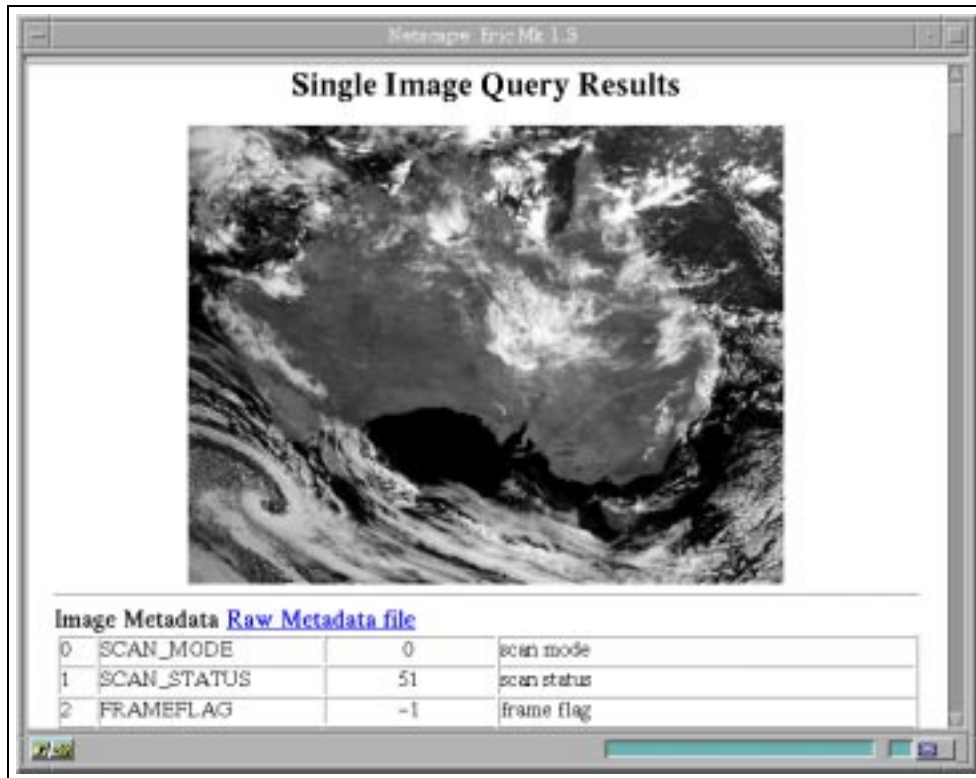 Netscape: Eric Mk 1.5
Single Image Query Results
Image Metadata Raw Metadata file
0 SCAN_MODE 0 scan mode
1 SCAN_STATUS 51 scan status
2 FRAMEFLAG -1 frame flag